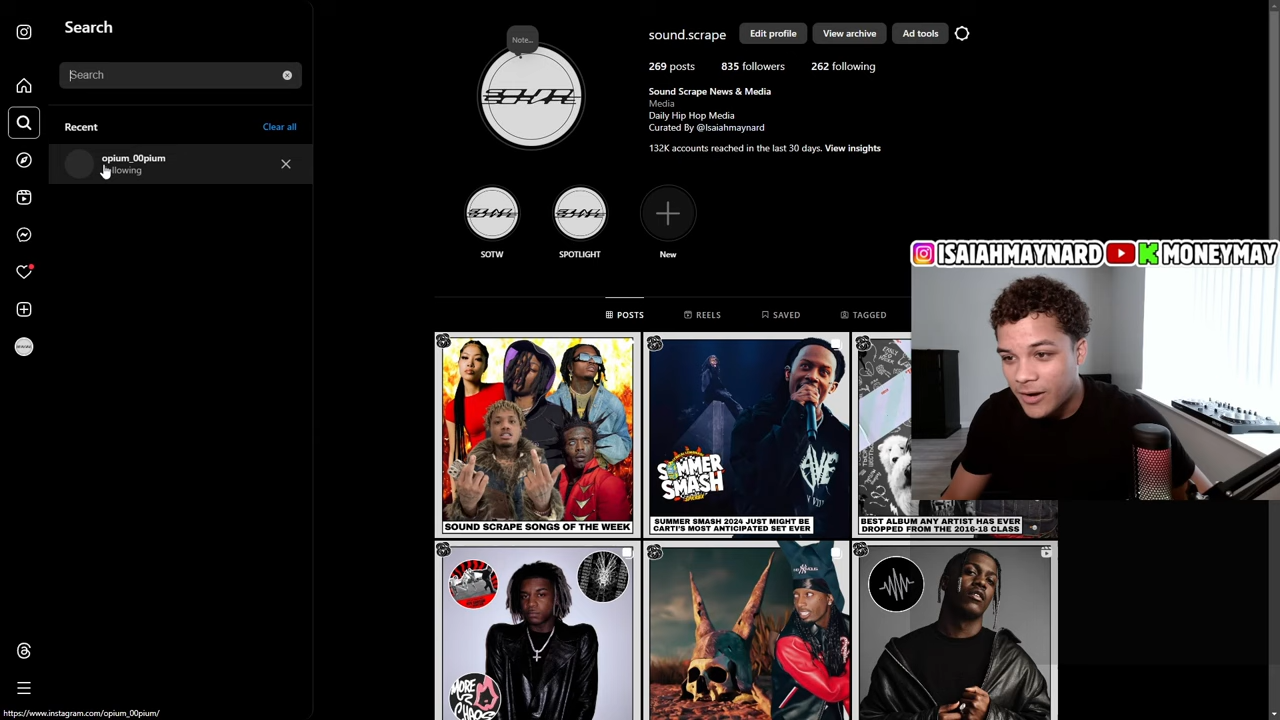 Search
Search
Recent
Clear all
opium_00pium
llowing
Note...
sound.scrape
Edit profile
View archive
Ad tools
269 posts
835 followers
262 following
Sound Scrape News & Media
Media
Daily Hip Hop Media
Curated By @Isaiahmaynard
132K accounts reached in the last 30 days. View insights
SOTW
SPOTLIGHT
New
POSTS
REELS
SAVED
TAGGED
ISAIAHMAYNARD
K MONEYMAY
SOUND SCRAPE SONGS OF THE WEEK
SUMMER
SMASH
SUMMER SMASH 2024 JUST MIGHT BE
CARTI'S MOST ANTICIPATED SET EVER
BEST ALBUM ANY ARTIST HAS EVER
DROPPED FROM THE 2016-18 CLASS
MORE
CHAOS
https://www.instagram.com/opium_00pium/